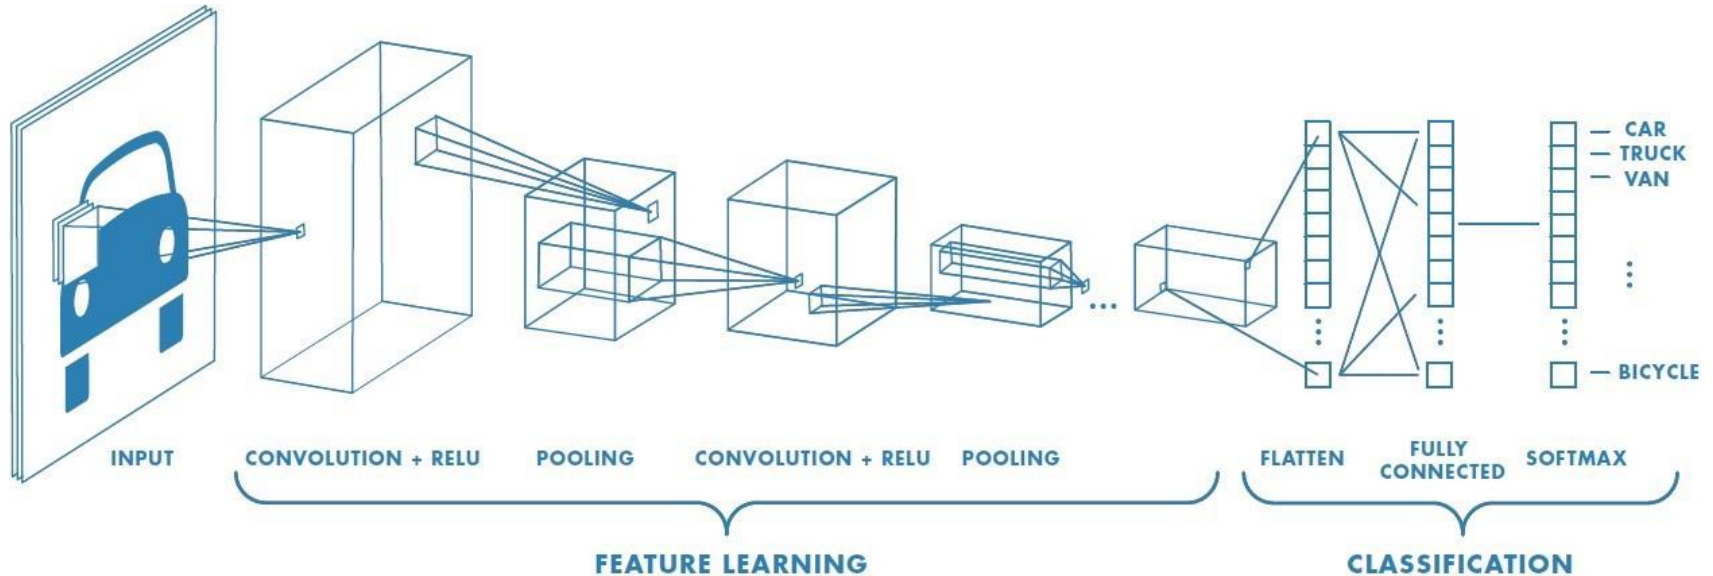 CAR
TRUCK
VAN
BICYCLE
INPUT
CONVOLUTION + RELU
POOLING
CONVOLUTION + RELU
POOLING
FLATTEN
FULLY
CONNECTED
SOFTMAX
FEATURE LEARNING
CLASSIFICATION